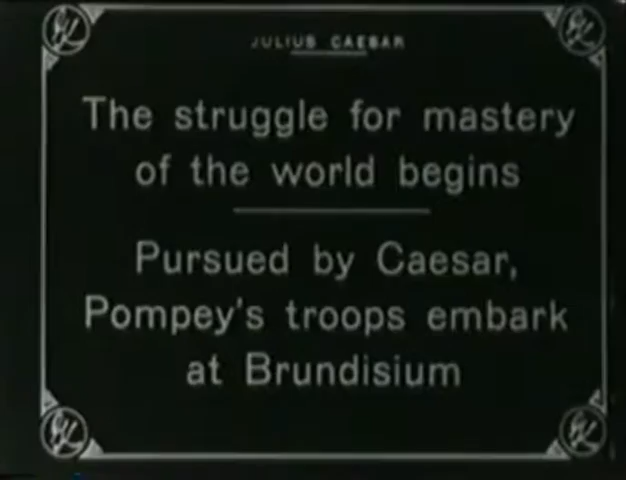 JULIUS CAESAR
The struggle for mastery
of the world begins
Pursued by Caesar,
Pompey's troops embark
at Brundisium